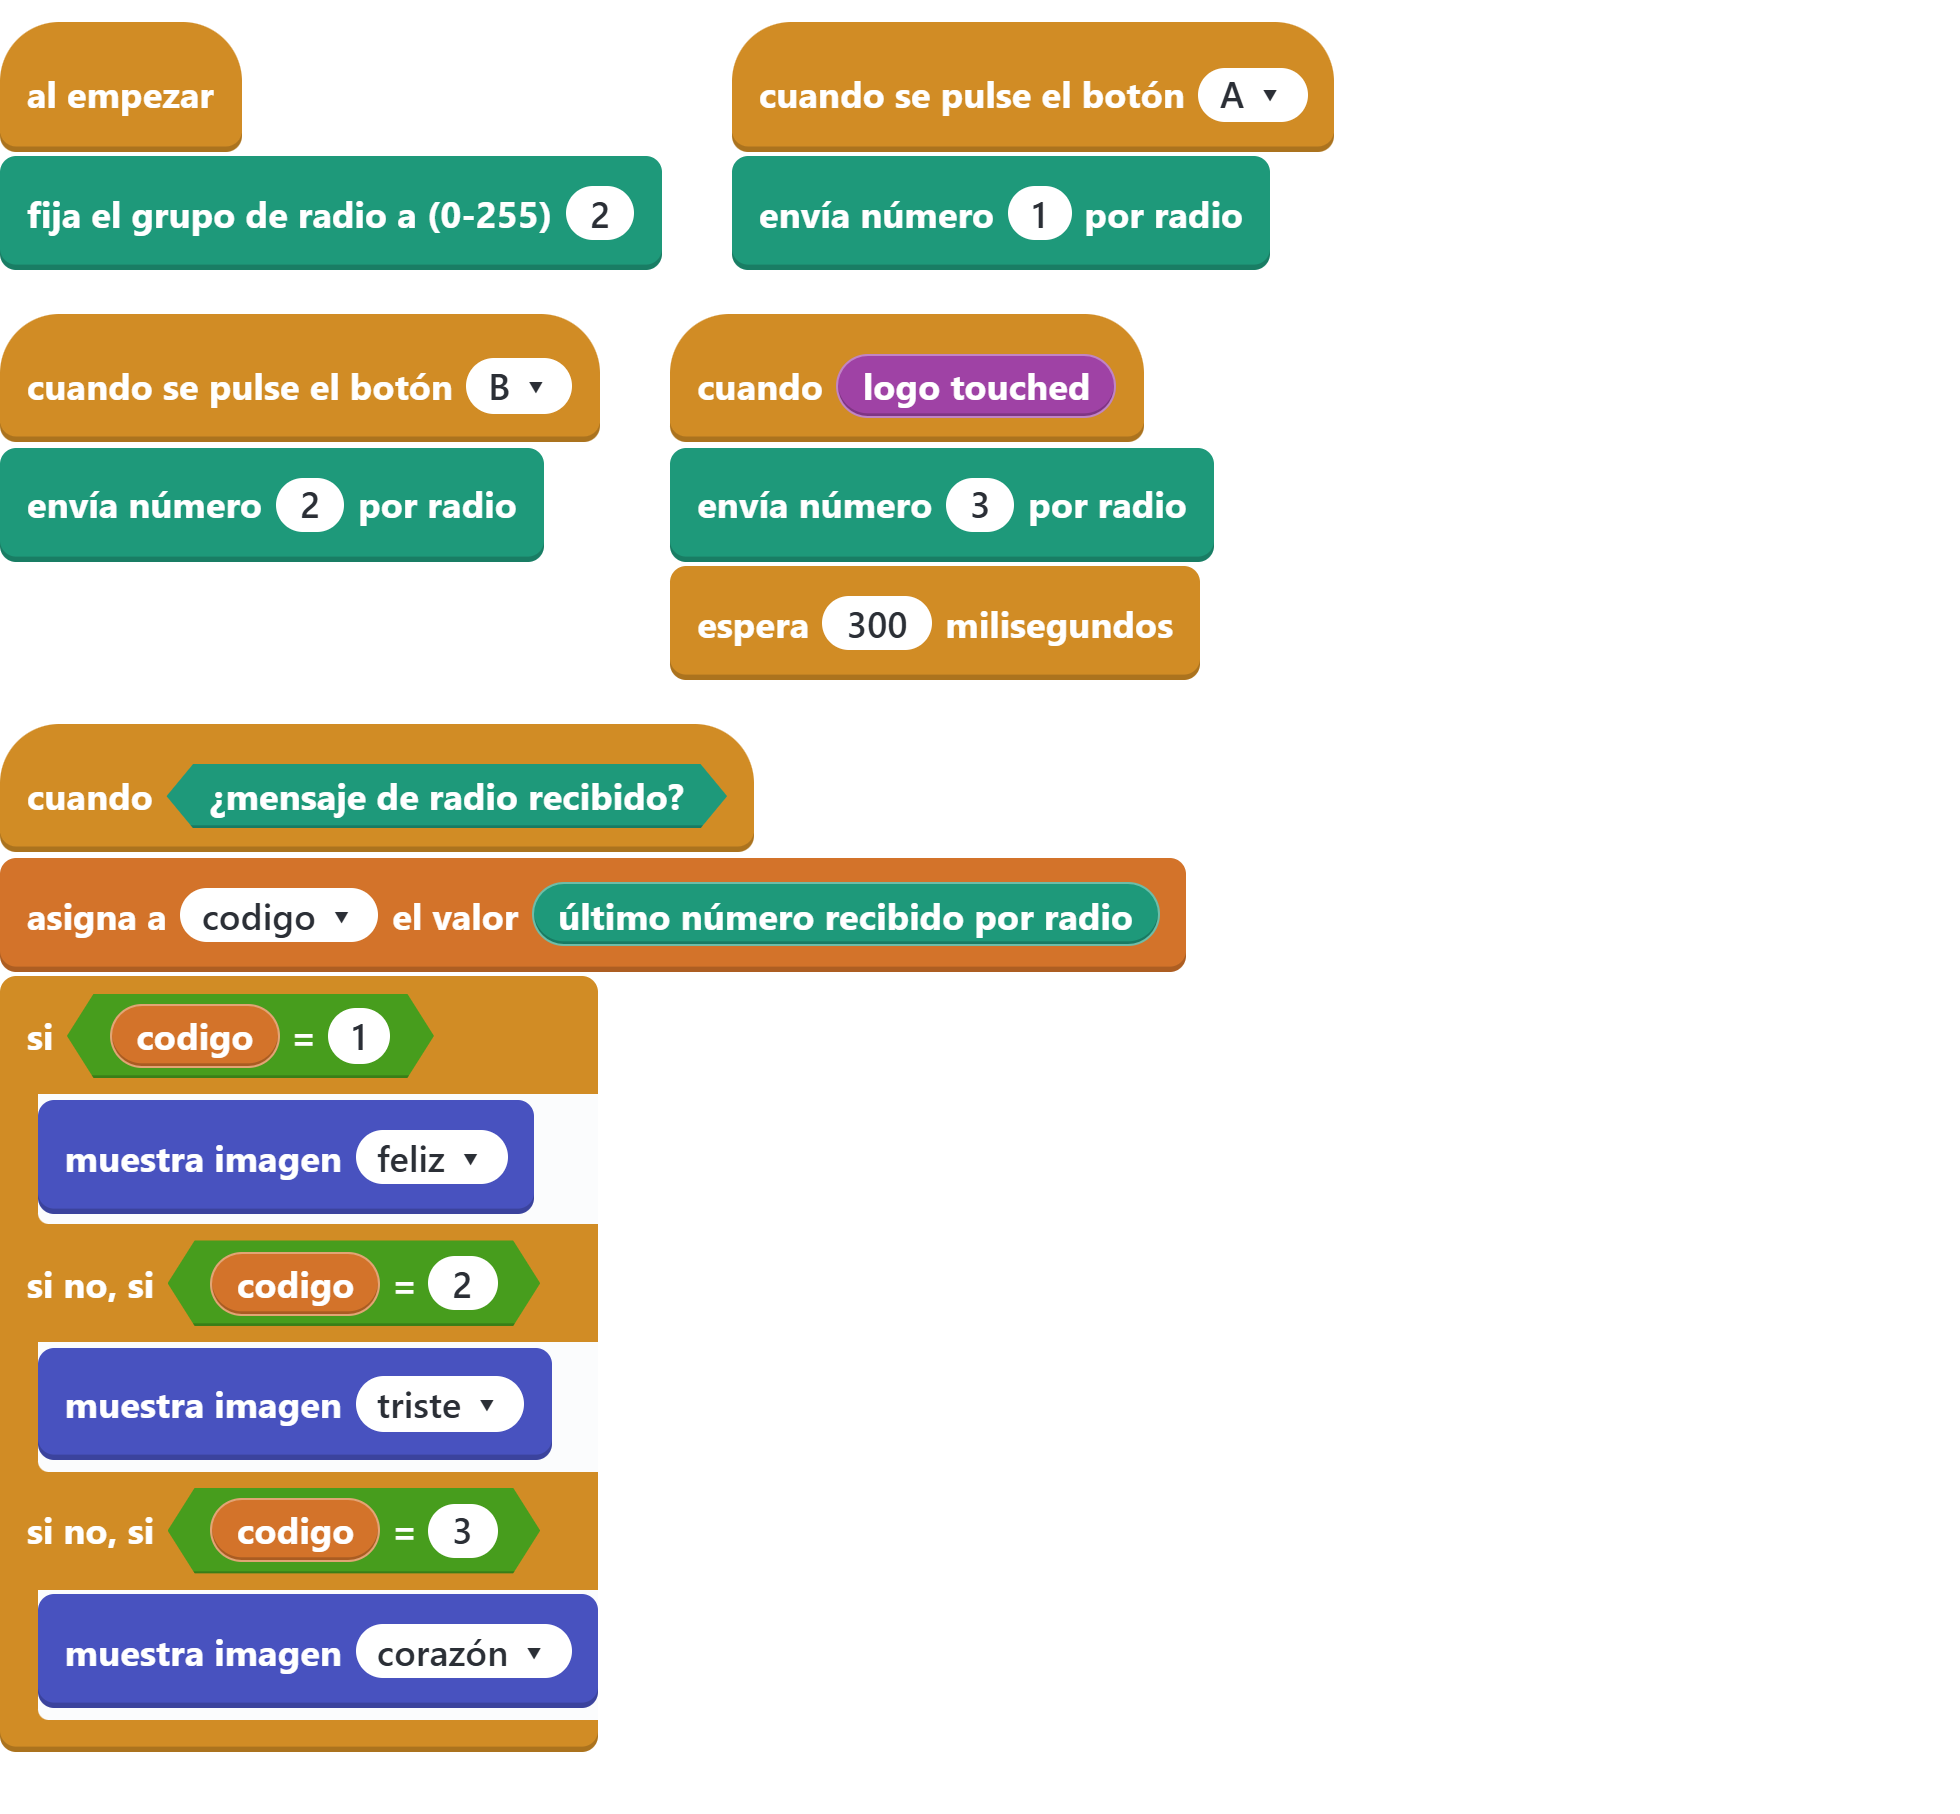 al empezar
fija el grupo de radio a (0-255) 2
cuando se pulse el botón A
envía número 1 por radio
cuando se pulse el botón B
envía número 2 por radio
cuando logo touched
envía número 3 por radio
espera 300 milisegundos
cuando ¿mensaje de radio recibido?
asigna a codigo el valor último número recibido por radio
si codigo = 1
muestra imagen feliz
si no, si codigo = 2
muestra imagen triste
si no, si codigo = 3
muestra imagen corazón